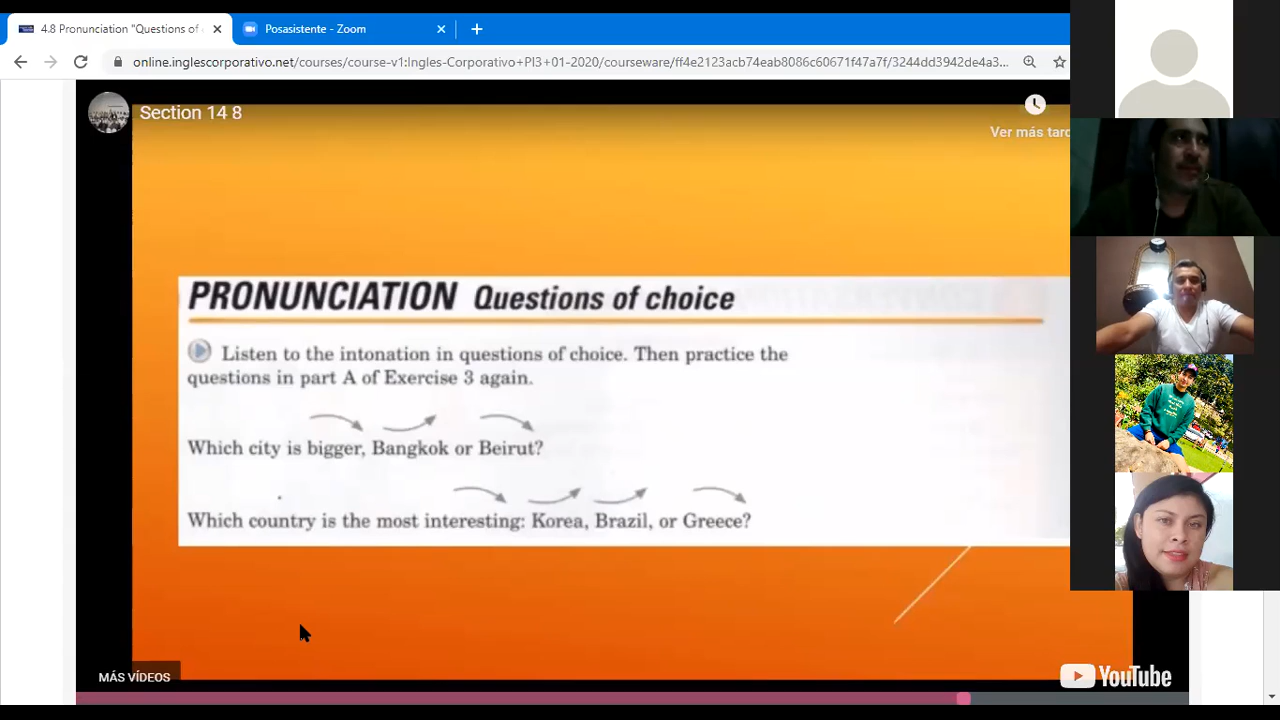 4.8 Pronunciation "Questions of
Posasistente - Zoom
online.inglescorporativo.net/courses/course-v1:Ingles-Corporativo+PI3+01-2020/courseware/ff4e2123acb74eab8086c60671f47a7f/3244dd3942de4a3...
Section 14 8
Ver más tard
PRONUNCIATION Questions of choice
Listen to the intonation in questions of choice. Then practice the
questions in part A of Exercise 3 again.
Which city is bigger, Bangkok or Beirut?
Which country is the most interesting: Korea, Brazil, or Greece?
MÁS VÍDEOS
YouTube